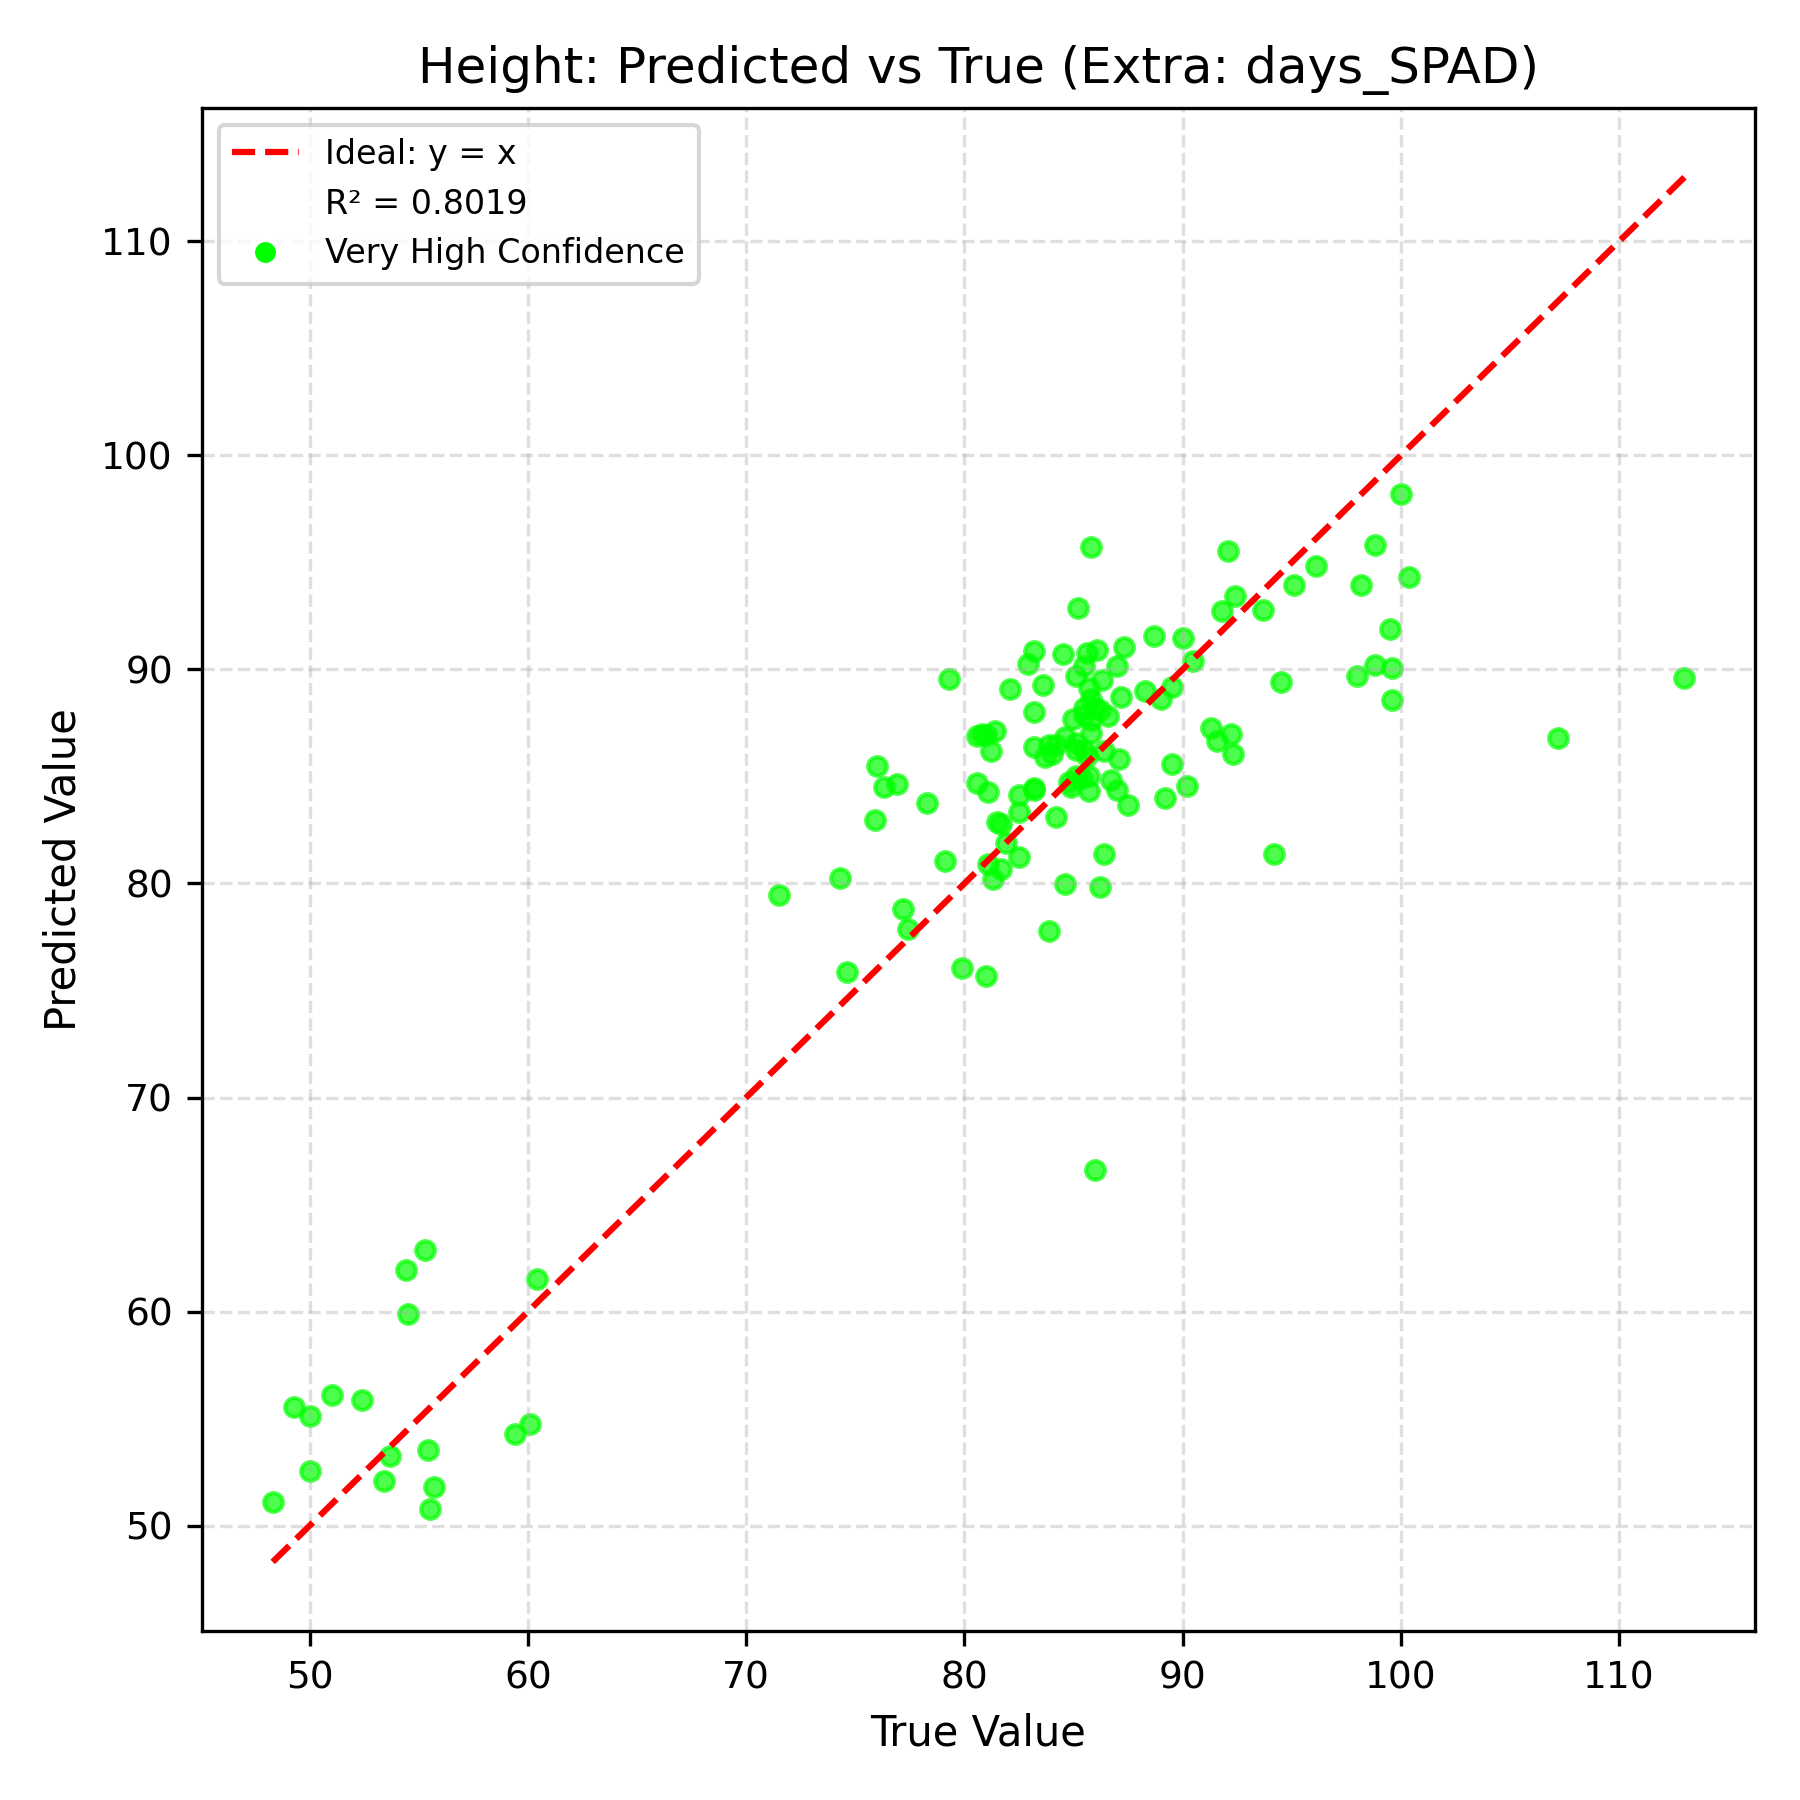 Height: Predicted vs True (Extra: days_SPAD)
Ideal: y = x
R² = 0.8019
Very High Confidence
110
100
90
80
70
60
50
Predicted Value
50 60 70 80 90 100 110
True Value